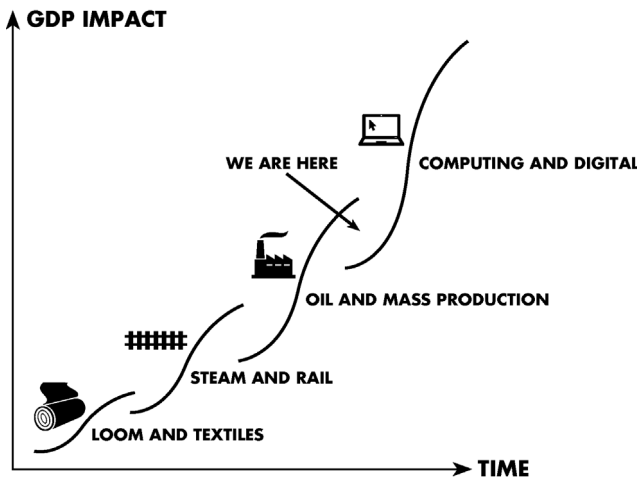 GDP IMPACT
WE ARE HERE
COMPUTING AND DIGITAL
OIL AND MASS PRODUCTION
STEAM AND RAIL
LOOM AND TEXTILES
TIME